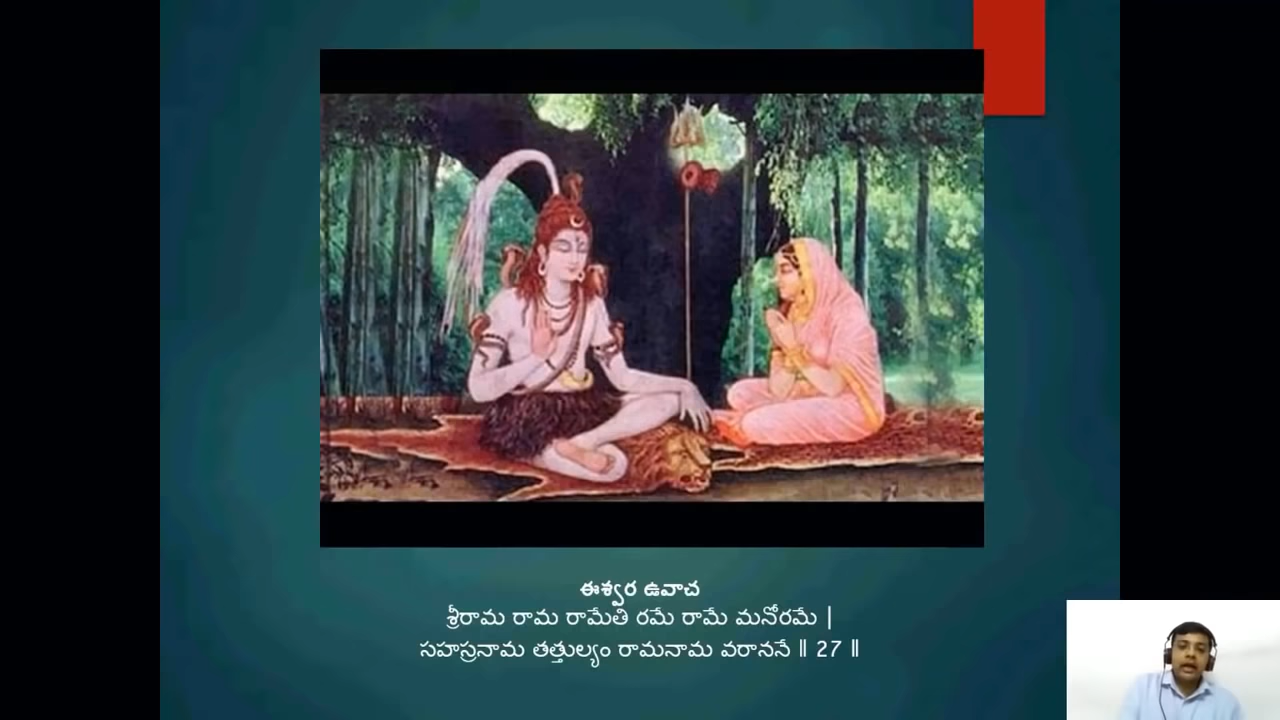 ఈశ్వర ఉవాచ
శ్రీరామ రామ రామేతి రమే రామే మనోరమే |
సహస్రనామ తత్తుల్యం రామనామ వరాననే ‖ 27 ‖